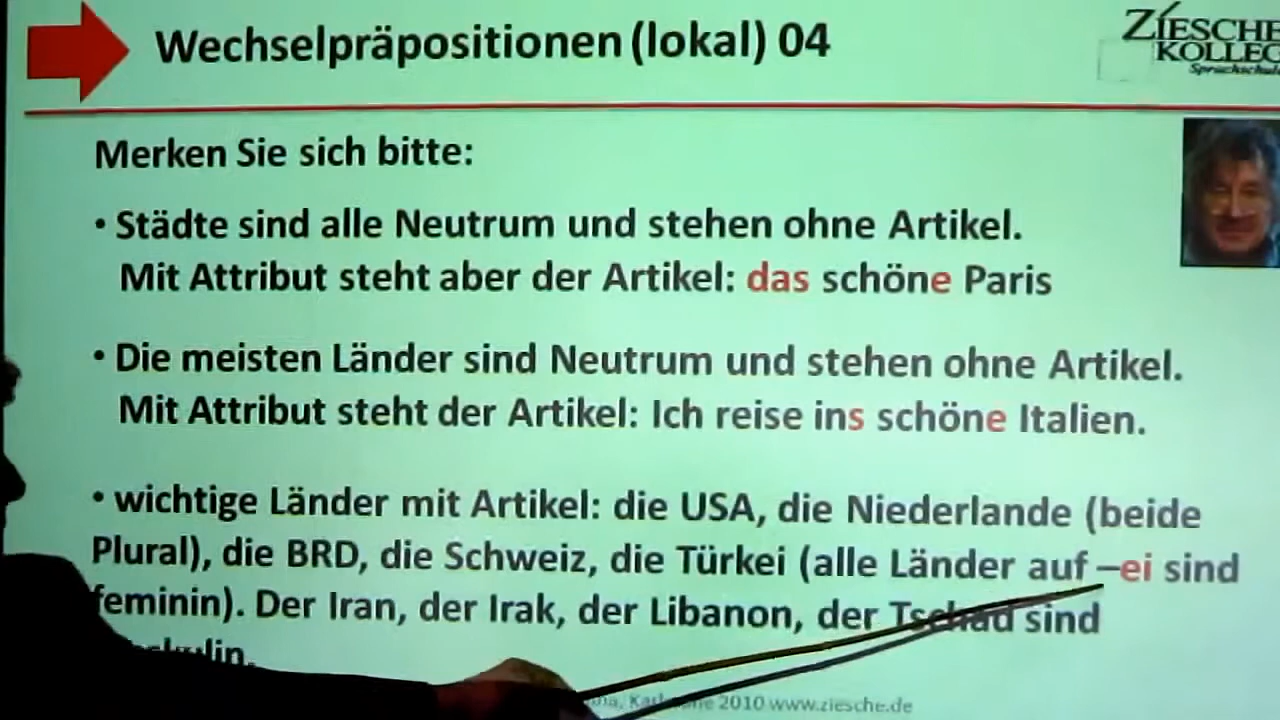 Wechselpräpositionen (lokal) 04
ZIESCHE
KOLLEG
Sprachschule
Merken Sie sich bitte:
• Städte sind alle Neutrum und stehen ohne Artikel.
Mit Attribut steht aber der Artikel: das schöne Paris
• Die meisten Länder sind Neutrum und stehen ohne Artikel.
Mit Attribut steht der Artikel: Ich reise ins schöne Italien.
• wichtige Länder mit Artikel: die USA, die Niederlande (beide
Plural), die BRD, die Schweiz, die Türkei (alle Länder auf –ei sind
feminin). Der Iran, der Irak, der Libanon, der Tschad sind
2010 www.ziesche.de